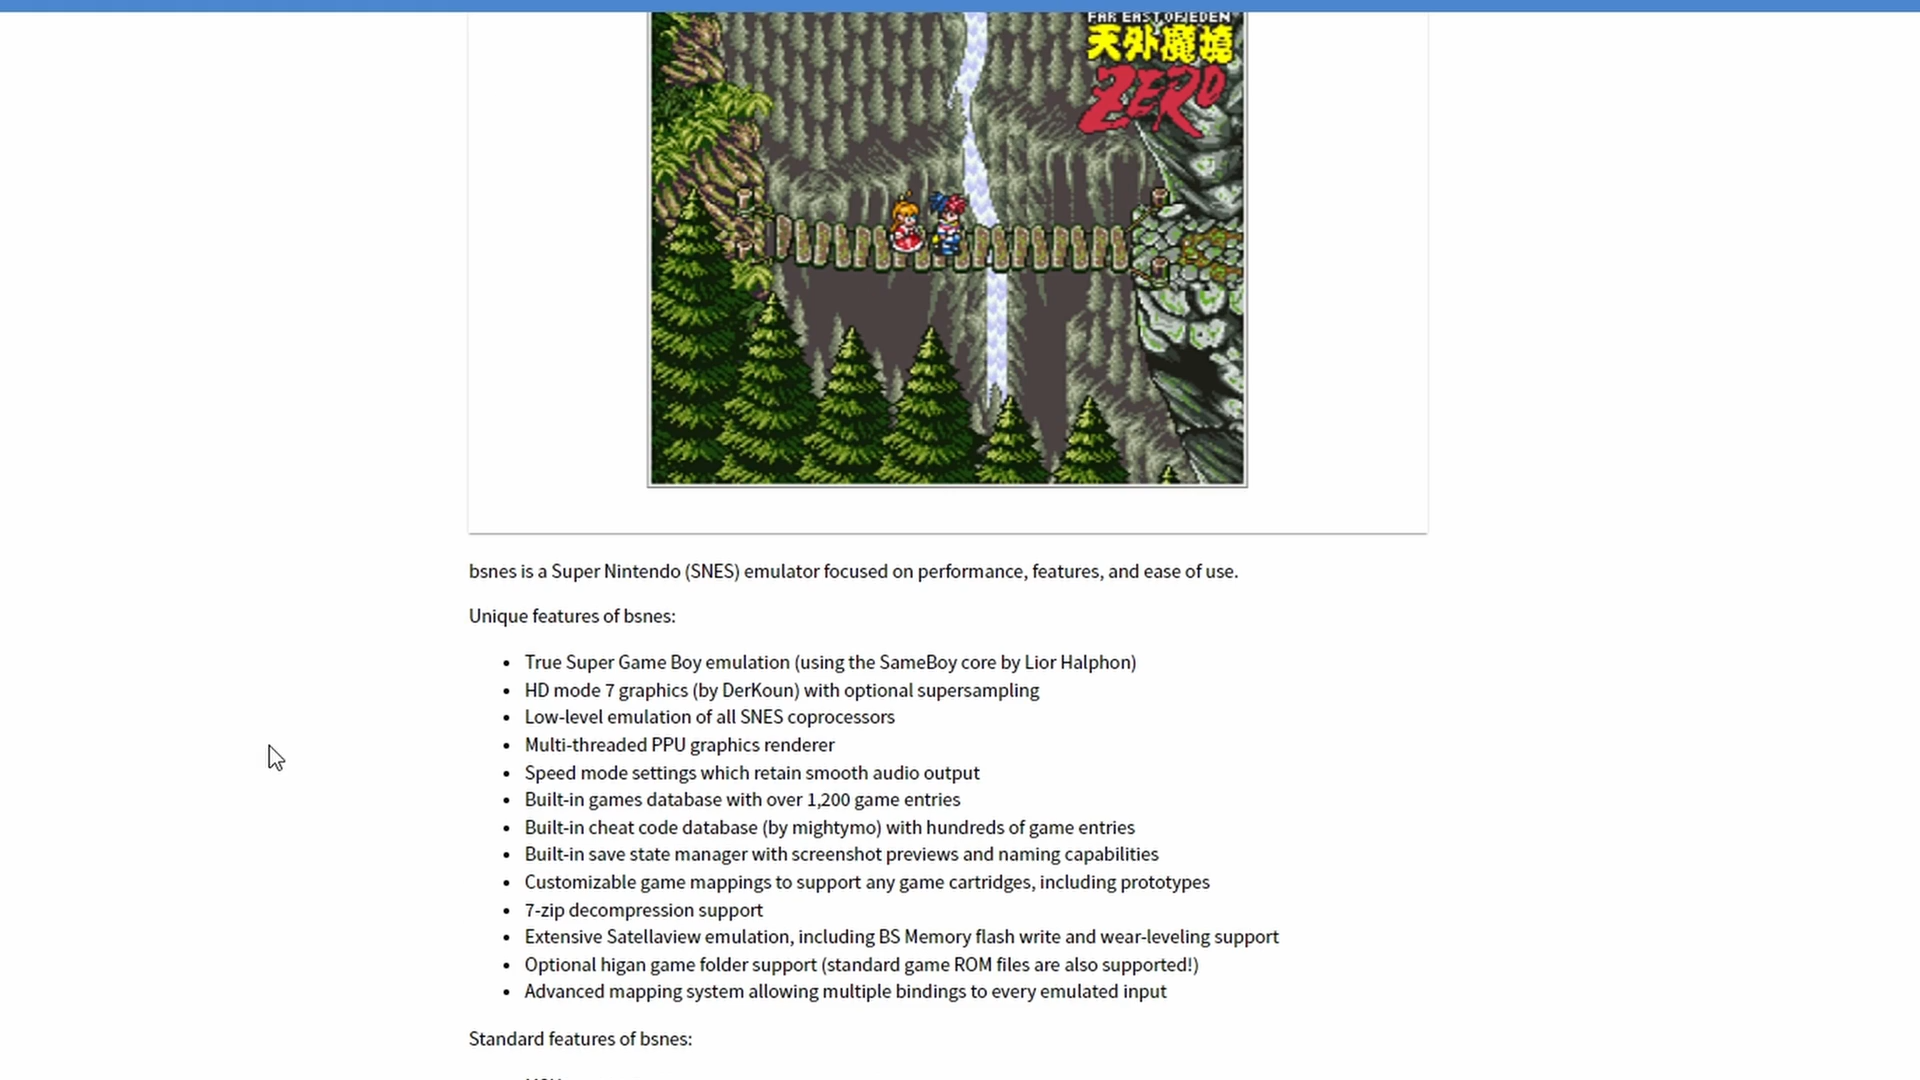 FAR EAST OF EDEN
天外魔境
ZERO
bsnes is a Super Nintendo (SNES) emulator focused on performance, features, and ease of use.
Unique features of bsnes:
• True Super Game Boy emulation (using the SameBoy core by Lior Halphon)
• HD mode 7 graphics (by DerKoun) with optional supersampling
• Low-level emulation of all SNES coprocessors
• Multi-threaded PPU graphics renderer
• Speed mode settings which retain smooth audio output
• Built-in games database with over 1,200 game entries
• Built-in cheat code database (by mightymo) with hundreds of game entries
• Built-in save state manager with screenshot previews and naming capabilities
• Customizable game mappings to support any game cartridges, including prototypes
• 7-zip decompression support
• Extensive Satellaview emulation, including BS Memory flash write and wear-leveling support
• Optional higan game folder support (standard game ROM files are also supported!)
• Advanced mapping system allowing multiple bindings to every emulated input
Standard features of bsnes: